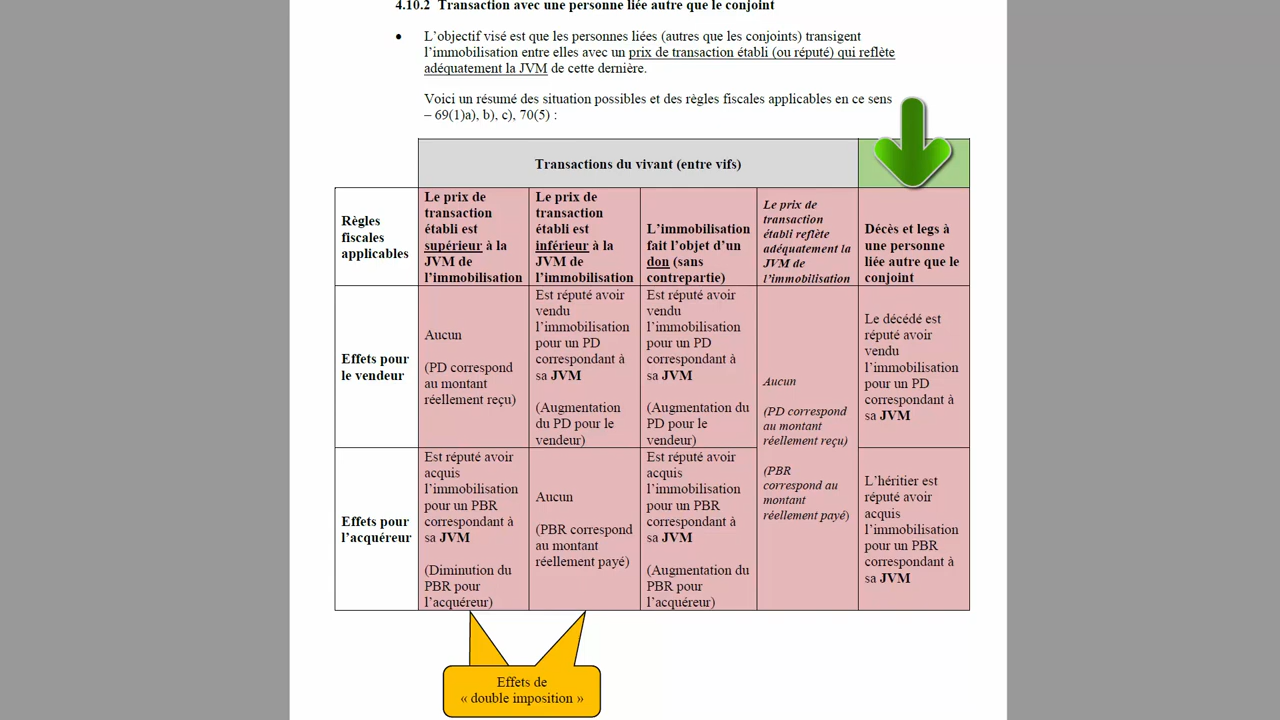 4.10.2 Transaction avec une personne liée autre que le conjoint
• L’objectif visé est que les personnes liées (autres que les conjoints) transigent
l’immobilisation entre elles avec un prix de transaction établi (ou réputé) qui reflète
adéquatement la JVM de cette dernière.
Voici un résumé des situation possibles et des règles fiscales applicables en ce sens
– 69(1)a), b), c), 70(5) :
Transactions du vivant (entre vifs)
Règles
fiscales
applicables
Le prix de
transaction
établi est
supérieur à la
JVM de
l’immobilisation
Le prix de
transaction
établi est
inférieur à la
JVM de
l’immobilisation
L’immobilisation
fait l’objet d’un
don (sans
contrepartie)
Le prix de
transaction
établi reflète
adéquatement la
JVM de
l’immobilisation
Décès et legs à
une personne
liée autre que le
conjoint
Effets pour
le vendeur
Aucun
(PD correspond
au montant
réellement reçu)
Est réputé avoir
vendu
l’immobilisation
pour un PD
correspondant à
sa JVM
(Augmentation
du PD pour le
vendeur)
Est réputé avoir
vendu
l’immobilisation
pour un PD
correspondant à
sa JVM
(Augmentation du
PD pour le
vendeur)
Aucun
(PD correspond
au montant
réellement reçu)
(PBR
correspond au
montant
réellement payé)
Le décédé est
réputé avoir
vendu
l’immobilisation
pour un PD
correspondant à
sa JVM
Effets pour
l’acquéreur
Est réputé avoir
acquis
l’immobilisation
pour un PBR
correspondant à
sa JVM
(Diminution du
PBR pour
l’acquéreur)
Aucun
(PBR correspond
au montant
réellement payé)
Est réputé avoir
acquis
l’immobilisation
pour un PBR
correspondant à
sa JVM
(Augmentation du
PBR pour
l’acquéreur)
L’héritier est
réputé avoir
acquis
l’immobilisation
pour un PBR
correspondant à
sa JVM
Effets de
« double imposition »